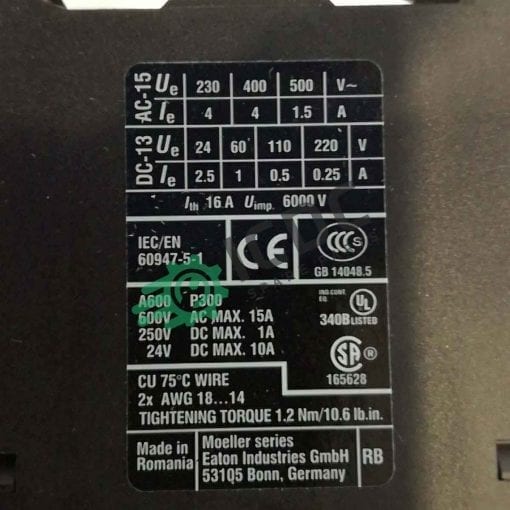 AC-15 Ue 230 400 500 V~
Ie 4 4 1.5 A
DC-13 Ue 24 60 110 220 V
Ie 2.5 1 0.5 0.25 A
Ith 16 A Uimp. 6000 V
IEC/EN
60947-5-1
CE
CCC S
GB 14048.5
A600 P300
600V AC MAX. 15A
250V DC MAX. 1A
24V DC MAX. 10A
IND.CONT.
EQ.
UL
340B LISTED
SA ®
165628
CU 75°C WIRE
2x AWG 18...14
TIGHTENING TORQUE 1.2 Nm/10.6 lb.in.
Made in
Romania
Moeller series
Eaton Industries GmbH
53105 Bonn, Germany
RB